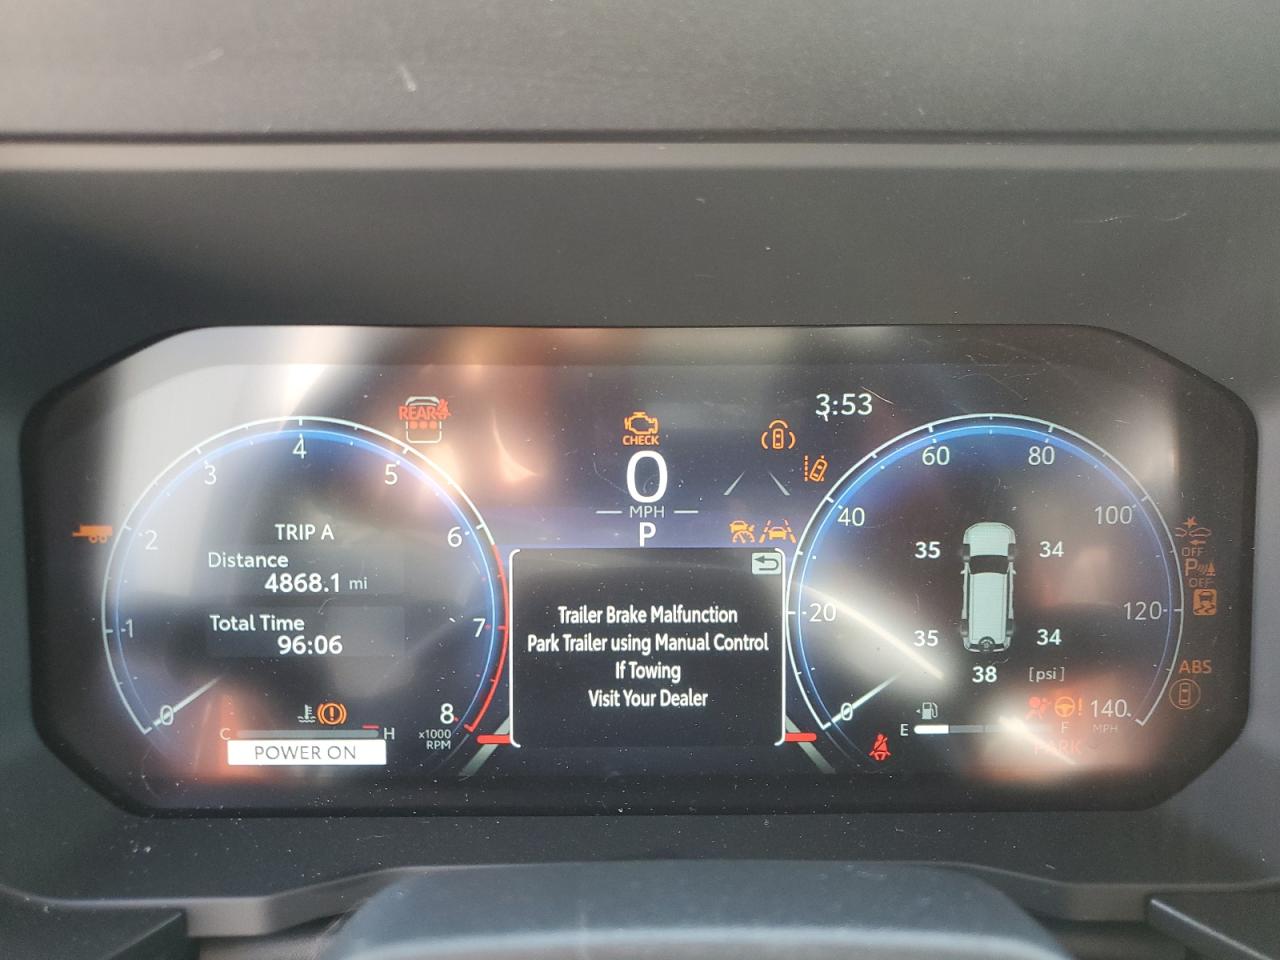 3:53
REAR
CHECK
0
MPH
P
TRIP A
Distance
4868.1 mi
Total Time
96:06
0
1
2
3
4
5
6
7
8
x1000
RPM
C
H
POWER ON
Trailer Brake Malfunction
Park Trailer using Manual Control
If Towing
Visit Your Dealer
0
20
40
60
80
100
120
140
MPH
35
34
35
34
38
[psi]
E
F
PARK
OFF
P
OFF
ABS